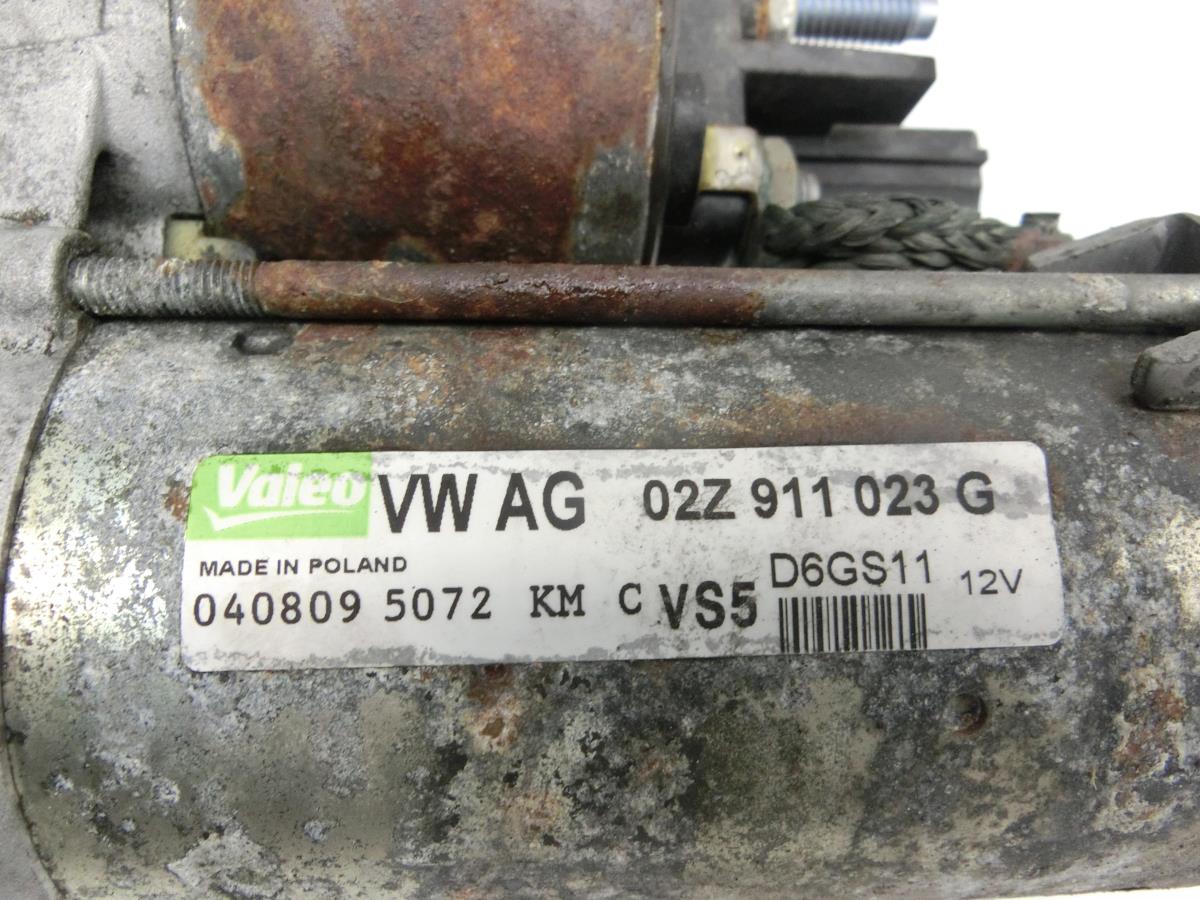 Valeo VW AG 02Z 911 023 G
MADE IN POLAND
D6GS11 12V
040809 5072 KM C VS5